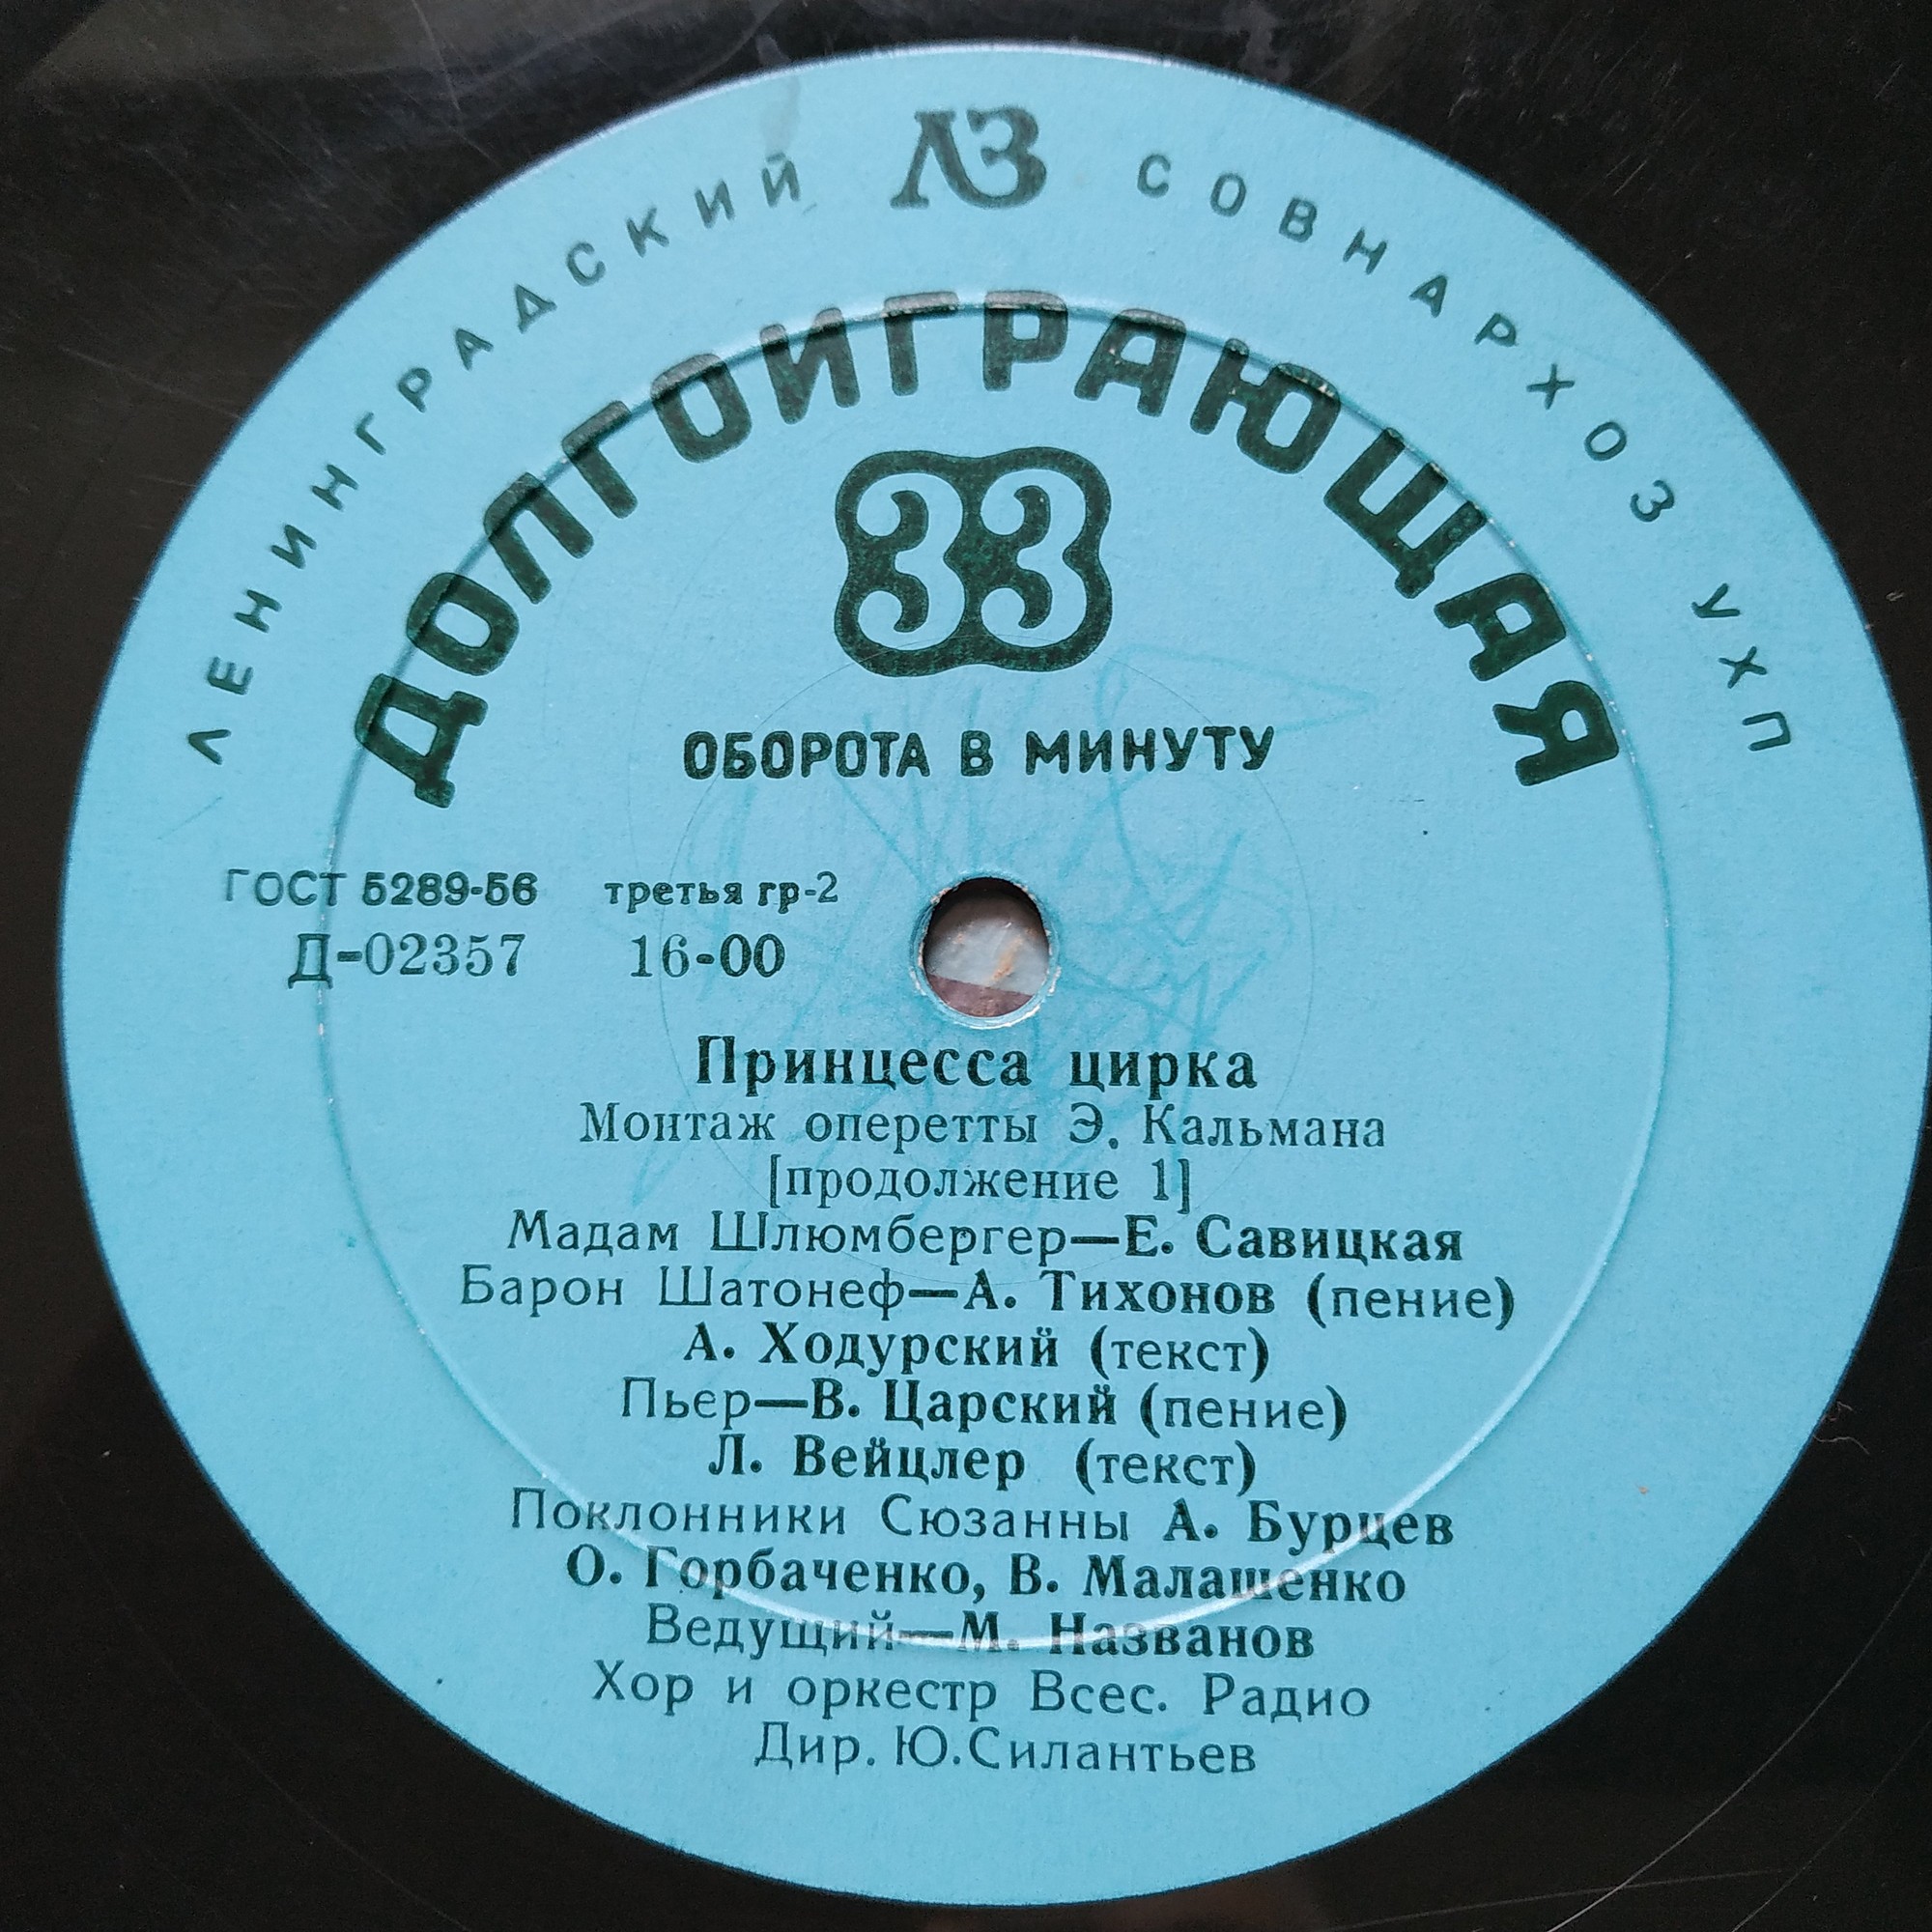 ЛЕНИНГРАДСКИЙ ЛЗ СОВНАРХОЗ УХП
ДОЛГОИГРАЮЩАЯ
33
ОБОРОТА В МИНУТУ
ГОСТ 5289-56 третья гр-2
Д-02357 16-00
Принцесса цирка
Монтаж оперетты Э. Кальмана
[продолжение 1]
Мадам Шлюмбергер—Е. Савицкая
Барон Шатонеф—А. Тихонов (пение)
А. Ходурский (текст)
Пьер—В. Царский (пение)
Л. Вейцлер (текст)
Поклонники Сюзанны А. Бурцев
О. Горбаченко, В. Малашенко
Ведущий—М. Названов
Хор и оркестр Всес. Радио
Дир. Ю.Силантьев